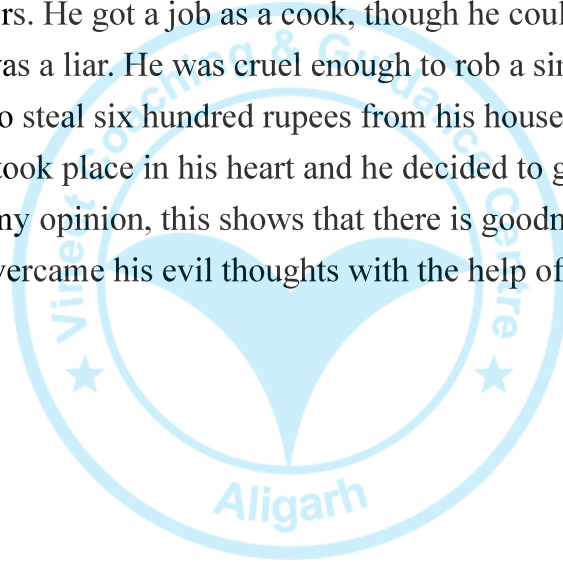 rs. He got a job as a cook, though he coul
as a liar. He was cruel enough to rob a sin
o steal six hundred rupees from his house
took place in his heart and he decided to g
ny opinion, this shows that there is goodn
vercame his evil thoughts with the help of
Vineet Coaching & Guidance Centre
Aligarh